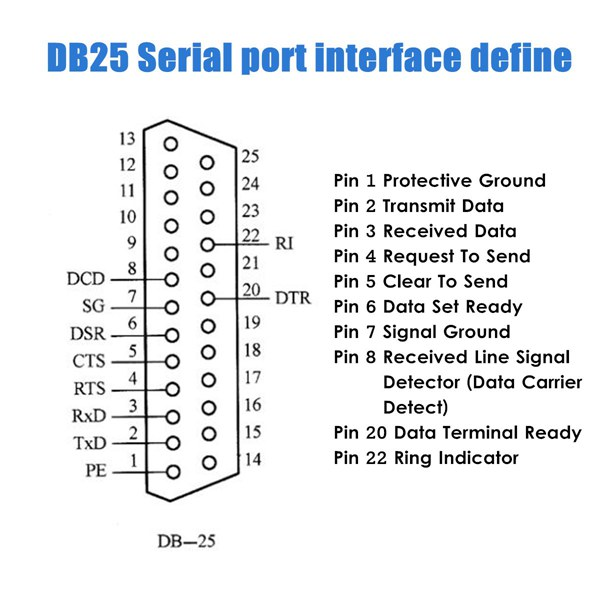 DB25 Serial port interface define
13
12
11
10
9
DCD 8
SG 7
DSR 6
CTS 5
RTS 4
RxD 3
TxD 2
PE 1
25
24
23
22 RI
21
20 DTR
19
18
17
16
15
14
DB—25
Pin 1 Protective Ground
Pin 2 Transmit Data
Pin 3 Received Data
Pin 4 Request To Send
Pin 5 Clear To Send
Pin 6 Data Set Ready
Pin 7 Signal Ground
Pin 8 Received Line Signal
Detector (Data Carrier
Detect)
Pin 20 Data Terminal Ready
Pin 22 Ring Indicator